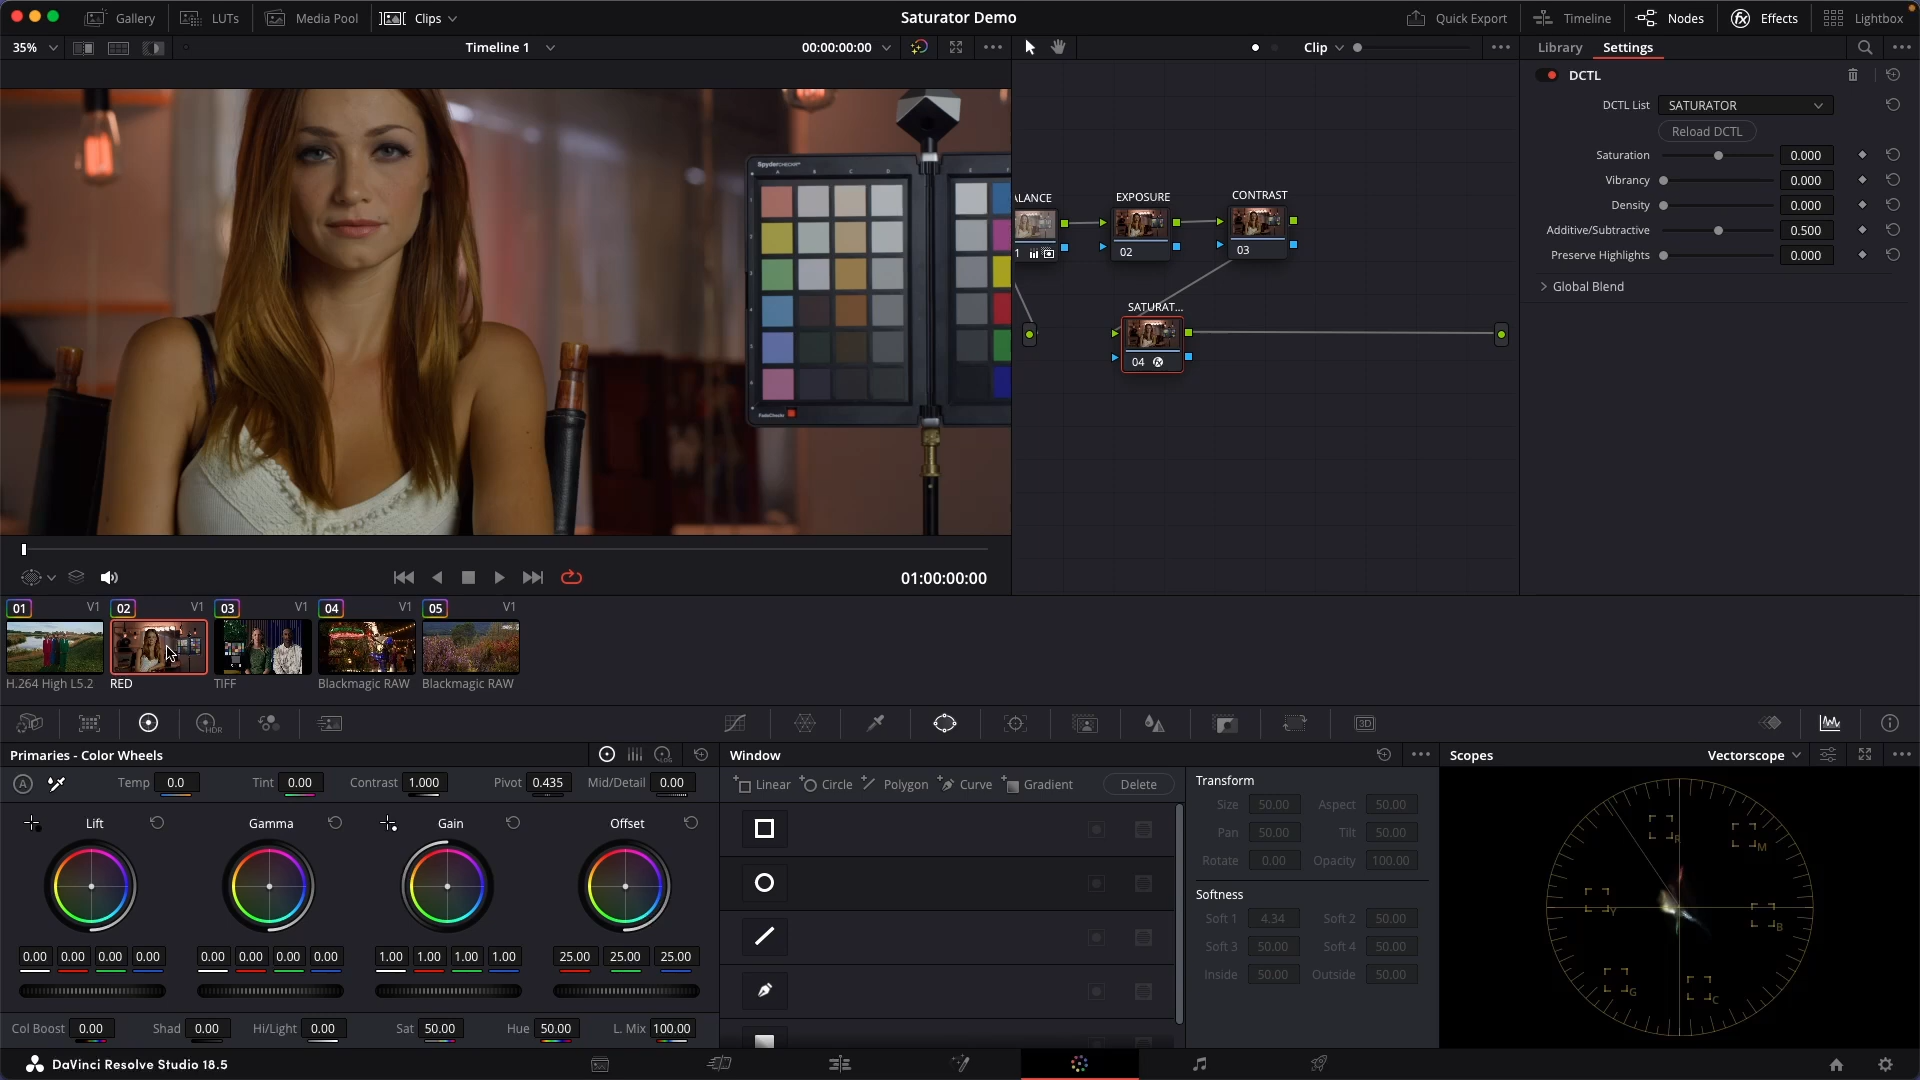 Gallery LUTs Media Pool Clips Saturator Demo Quick Export Timeline Nodes Effects Lightbox
35% Timeline 1 00:00:00:00 Clip Library Settings
DCTL
DCTL List SATURATOR
Reload DCTL
Saturation 0.000
Vibrancy 0.000
Density 0.000
Additive/Subtractive 0.500
Preserve Highlights 0.000
Global Blend
ALANCE EXPOSURE CONTRAST
1 02 03
SATURAT...
04
01:00:00:00
01 V1 02 V1 03 V1 04 V1 05 V1
H.264 High L5.2 RED TIFF Blackmagic RAW Blackmagic RAW
HDR LOG 3D
Primaries - Color Wheels Window Scopes Vectorscope
A Temp 0.0 Tint 0.00 Contrast 1.000 Pivot 0.435 Mid/Detail 0.00
Linear Circle Polygon Curve Gradient Delete
Transform
Size 50.00 Aspect 50.00
Pan 50.00 Tilt 50.00
Rotate 0.00 Opacity 100.00
Softness
Soft 1 4.34 Soft 2 50.00
Soft 3 50.00 Soft 4 50.00
Inside 50.00 Outside 50.00
Lift Gamma Gain Offset
0.00 0.00 0.00 0.00 0.00 0.00 0.00 0.00 1.00 1.00 1.00 1.00 25.00 25.00 25.00
Col Boost 0.00 Shad 0.00 Hi/Light 0.00 Sat 50.00 Hue 50.00 L. Mix 100.00
R M
Y B
G C
DaVinci Resolve Studio 18.5